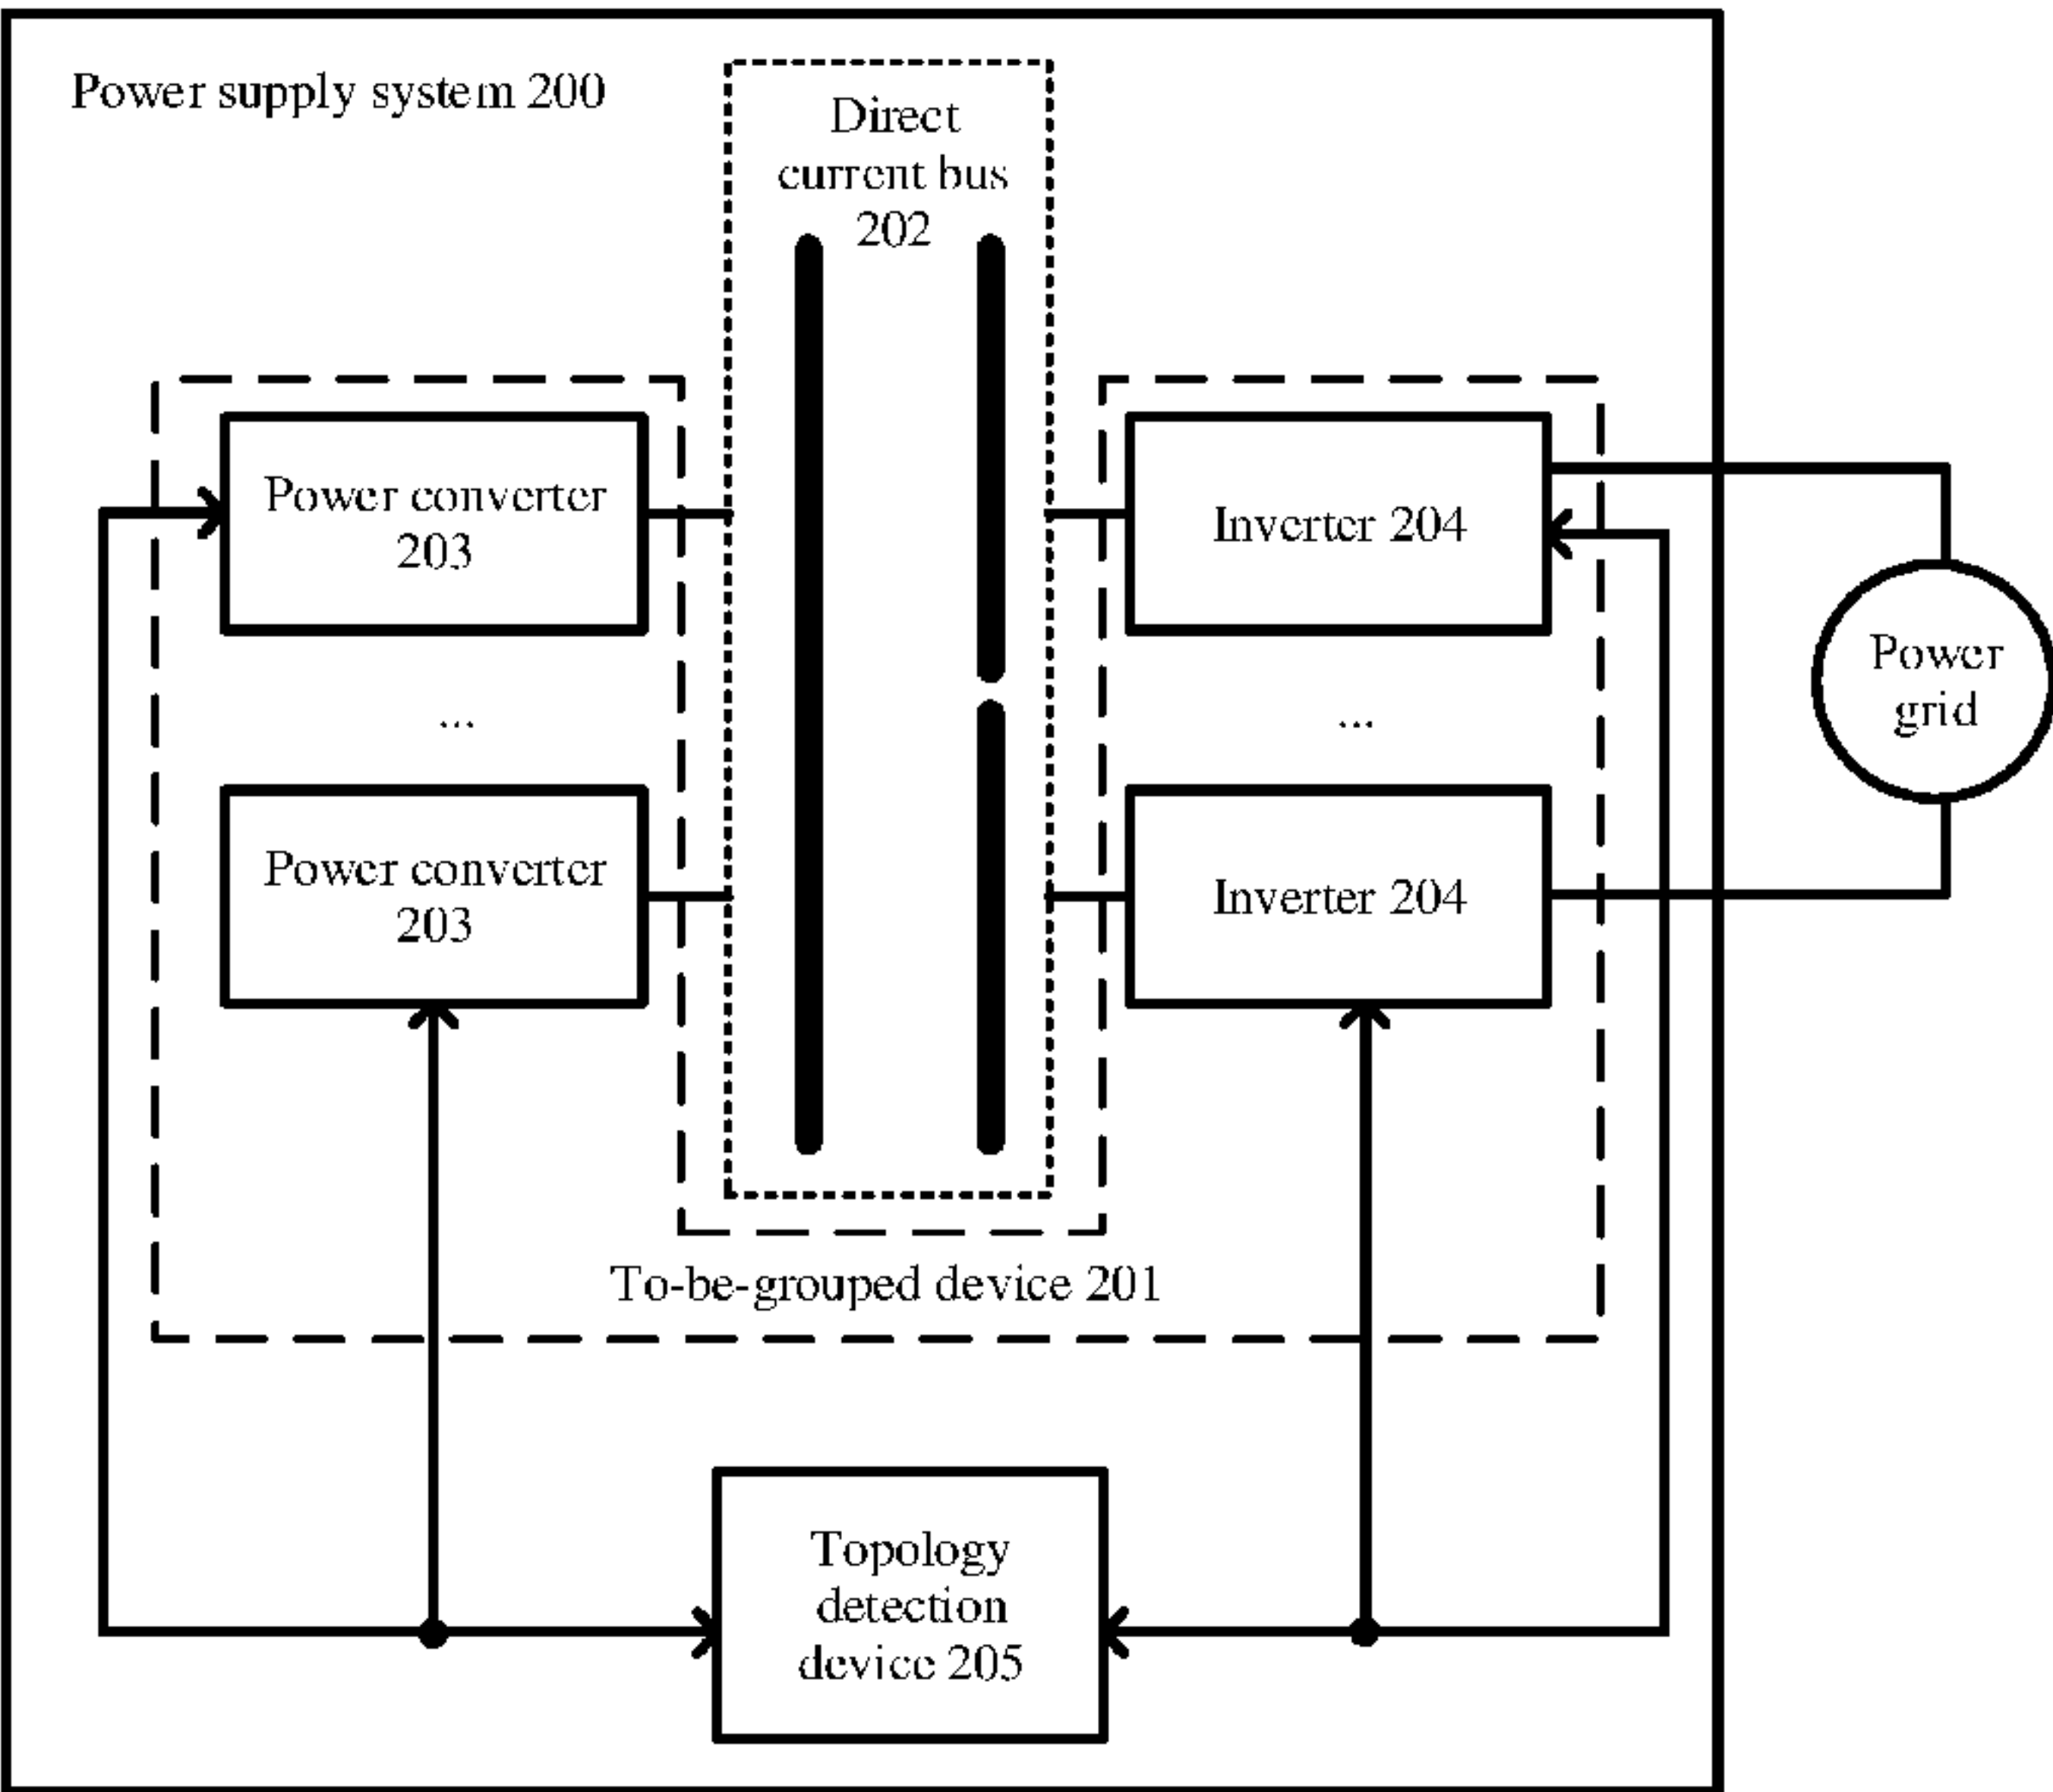 Power supply system 200
Direct
current bus
202
Power converter
203
Inverter 204
Power
grid
...
...
Power converter
203
Inverter 204
To-be-grouped device 201
Topology
detection
device 205